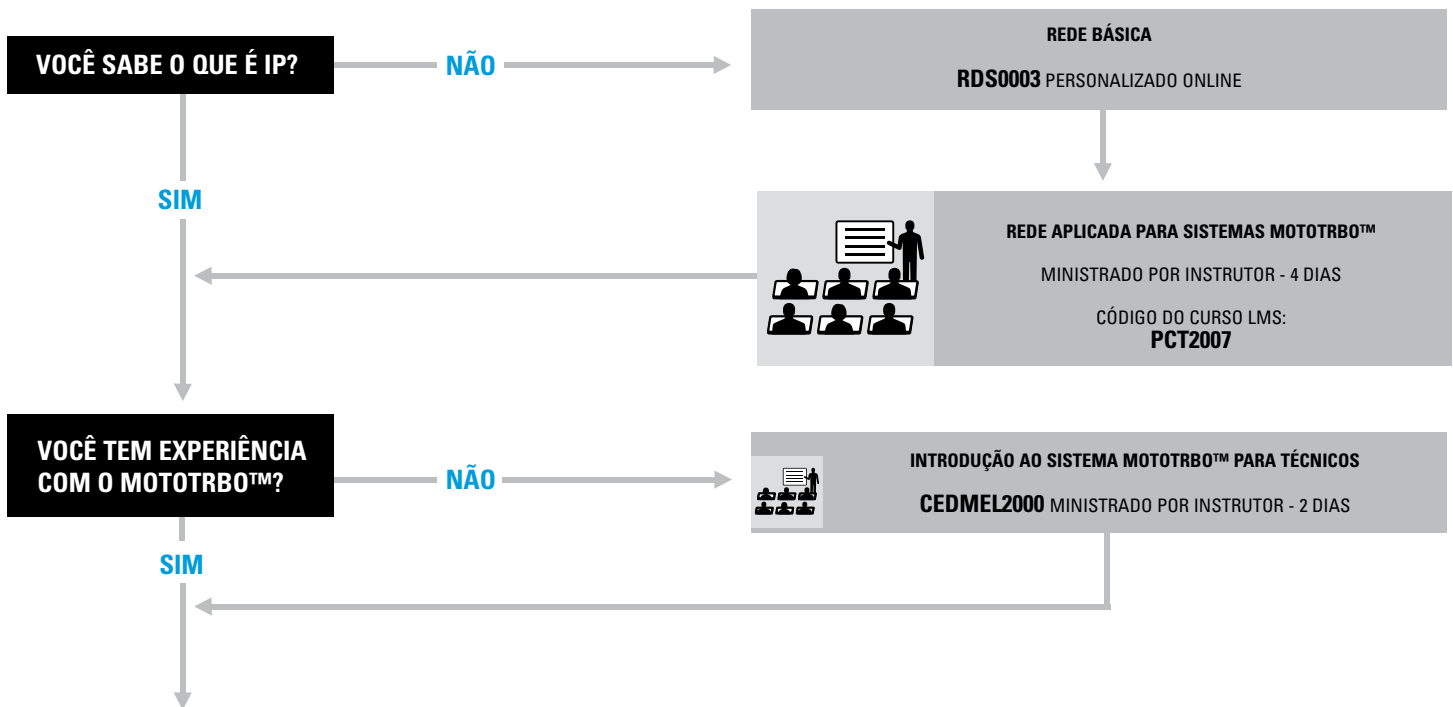 VOCÊ SABE O QUE É IP?
NÃO
REDE BÁSICA
RDS0003 PERSONALIZADO ONLINE
SIM
REDE APLICADA PARA SISTEMAS MOTOTRBO™
MINISTRADO POR INSTRUTOR - 4 DIAS
CÓDIGO DO CURSO LMS:
PCT2007
VOCÊ TEM EXPERIÊNCIA
COM O MOTOTRBO™?
NÃO
INTRODUÇÃO AO SISTEMA MOTOTRBO™ PARA TÉCNICOS
CEDMEL2000 MINISTRADO POR INSTRUTOR - 2 DIAS
SIM